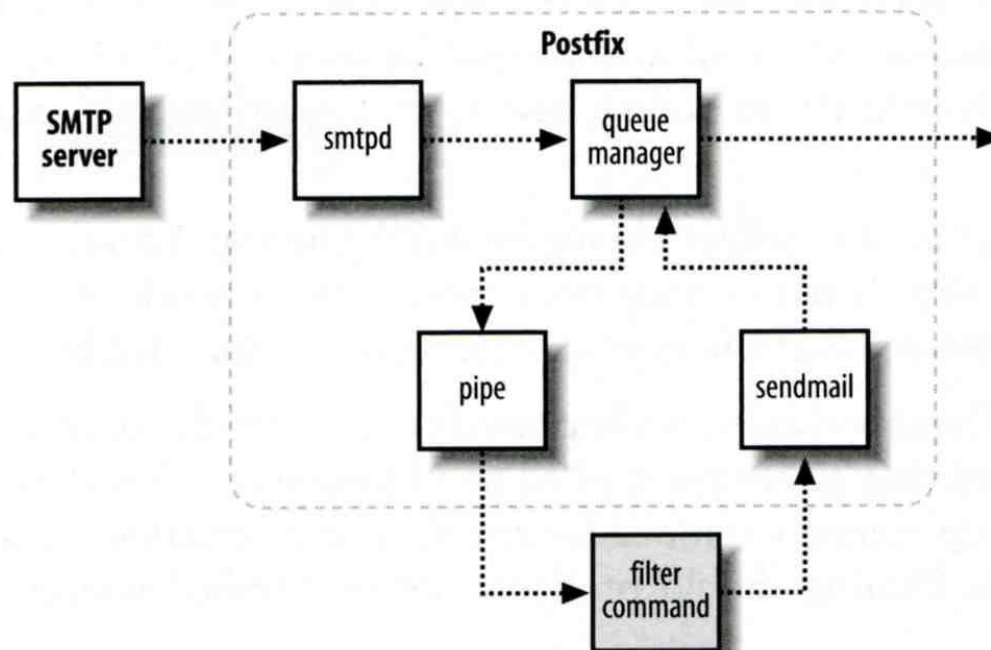 Postfix
SMTP
server
smtpd
queue
manager
pipe
sendmail
filter
command